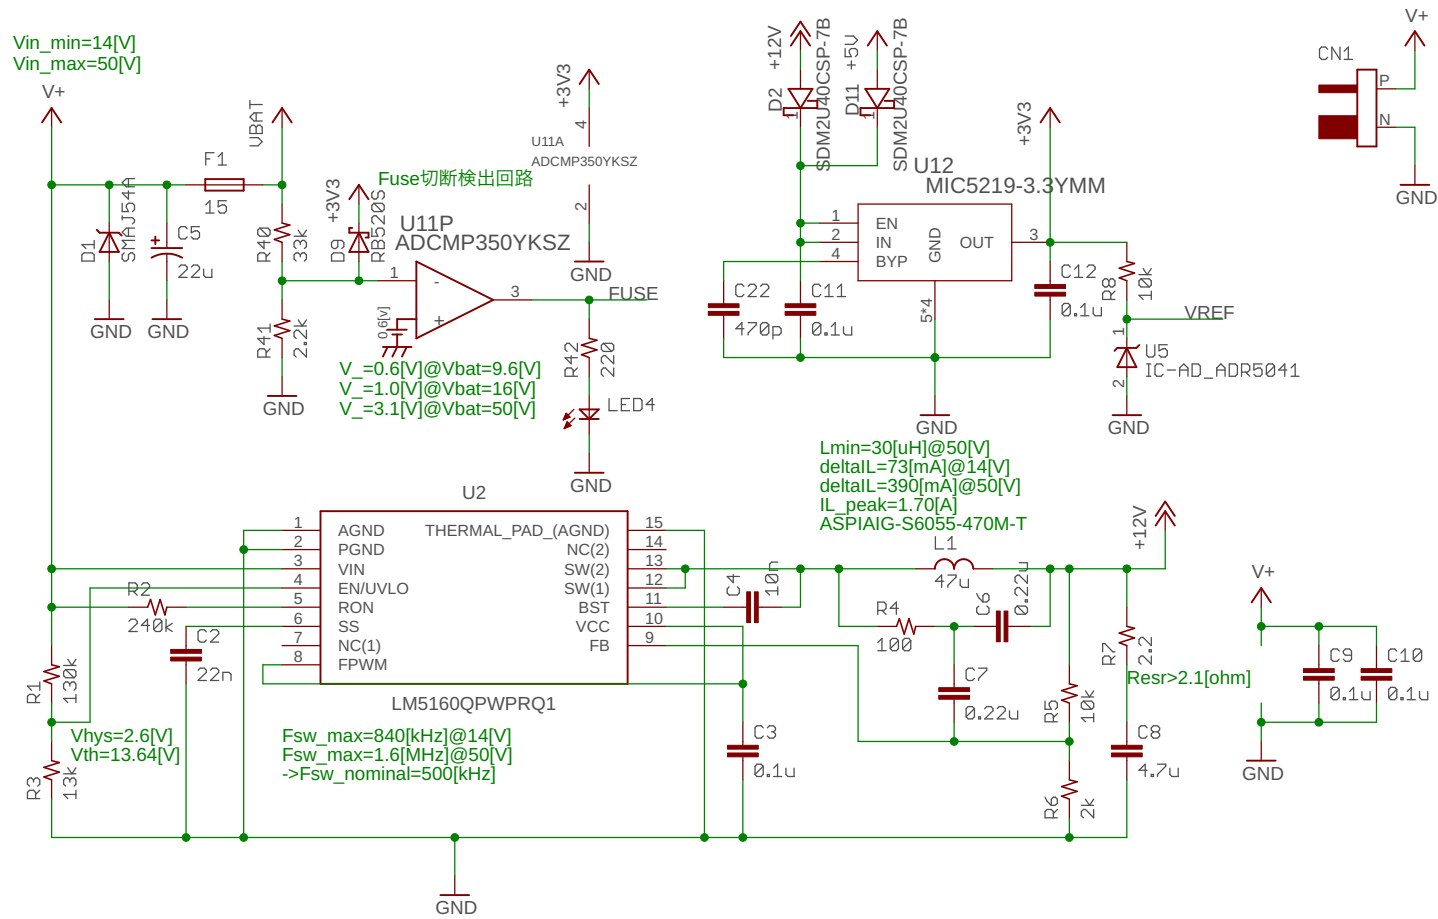 Vin_min=14[V]
Vin_max=50[V]
V+
VBAT
F1
15
D1
SMAJ54A
C5
22u
GND
GND
R40
33k
R41
2.2k
GND
+3V3
D9
RB520S
Fuse切断検出回路
U11P
ADCMP350YKSZ
1
-
+
3
0.6[V]
FUSE
V_=0.6[V]@Vbat=9.6[V]
V_=1.0[V]@Vbat=16[V]
V_=3.1[V]@Vbat=50[V]
R42
220
LED4
GND
+3V3
4
U11A
ADCMP350YKSZ
2
GND
+12V
D2
1
SDM2U40CSP-7B
+5V
D11
1
SDM2U40CSP-7B
U12
MIC5219-3.3YMM
1
EN
2
IN
4
BYP
GND
OUT
3
5*4
C22
470p
C11
0.1u
GND
+3V3
C12
0.1u
R8
10k
VREF
1
U5
IC-AD_ADR5041
2
GND
CN1
P
N
V+
GND
Lmin=30[uH]@50[V]
deltaIL=73[mA]@14[V]
deltaIL=390[mA]@50[V]
IL_peak=1.70[A]
ASPIAIG-S6055-470M-T
L1
47u
U2
1
AGND
2
PGND
3
VIN
4
EN/UVLO
5
RON
6
SS
7
NC(1)
8
FPWM
THERMAL_PAD_(AGND)
15
NC(2)
14
SW(2)
13
SW(1)
12
BST
11
VCC
10
FB
9
LM5160QPWPRQ1
R2
240k
C2
22n
R1
130k
Vhys=2.6[V]
Vth=13.64[V]
R3
13k
Fsw_max=840[kHz]@14[V]
Fsw_max=1.6[MHz]@50[V]
->Fsw_nominal=500[kHz]
GND
C4
10n
C3
0.1u
R4
100
C6
0.22u
C7
0.22u
R5
10k
R6
2k
+12V
R7
2.2
Resr>2.1[ohm]
C8
4.7u
V+
C9
0.1u
C10
0.1u
GND